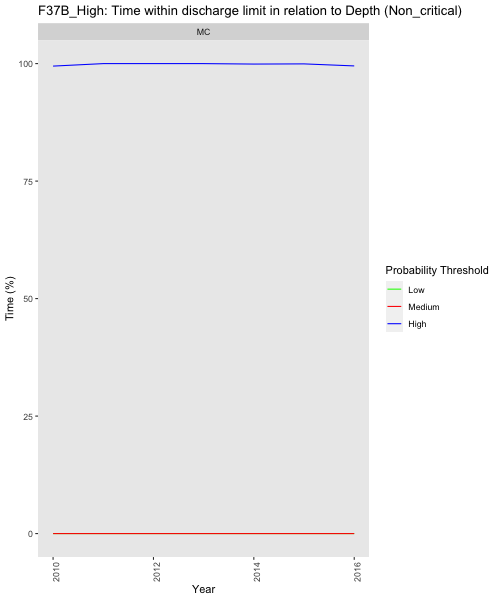 F37B_High: Time within discharge limit in relation to Depth (Non_critical)
MC
100
75
50
25
0
Time (%)
2010
2012
2014
2016
Year
Probability Threshold
Low
Medium
High